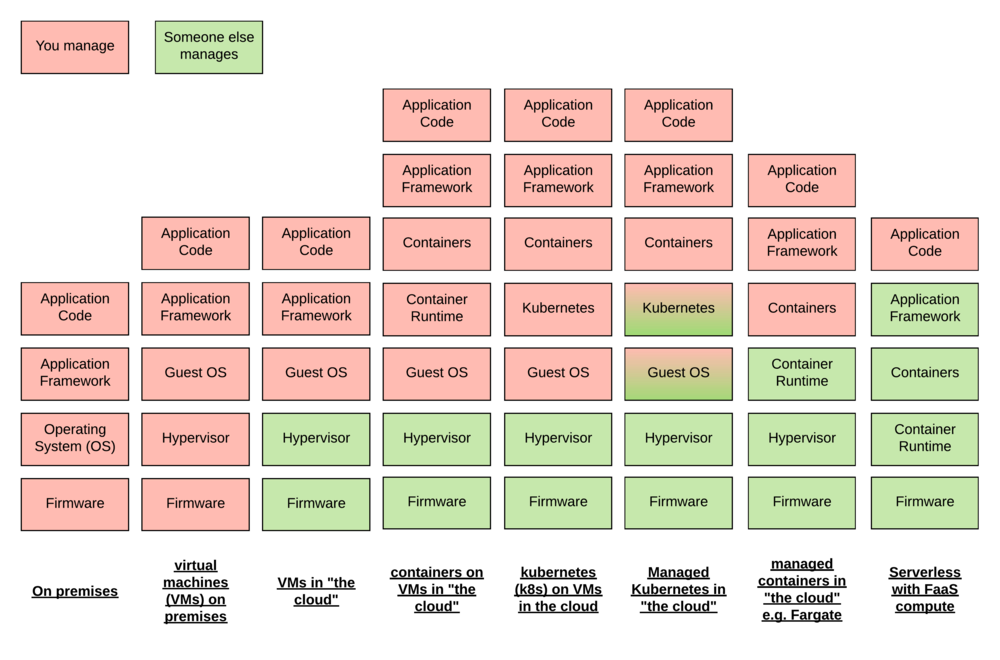 You manage
Someone else
manages
Application
Code
Application
Code
Application
Code
Application
Framework
Application
Framework
Application
Framework
Application
Code
Application
Code
Application
Code
Containers
Containers
Containers
Application
Framework
Application
Code
Application
Code
Application
Framework
Application
Framework
Container
Runtime
Kubernetes
Kubernetes
Containers
Application
Framework
Application
Framework
Guest OS
Guest OS
Guest OS
Guest OS
Guest OS
Container
Runtime
Containers
Operating
System (OS)
Hypervisor
Hypervisor
Hypervisor
Hypervisor
Hypervisor
Hypervisor
Container
Runtime
Firmware
Firmware
Firmware
Firmware
Firmware
Firmware
Firmware
Firmware
On premises
virtual
machines
(VMs) on
premises
VMs in "the
cloud"
containers on
VMs in "the
cloud"
kubernetes
(k8s) on VMs
in the cloud
Managed
Kubernetes in
"the cloud"
managed
containers in
"the cloud"
e.g. Fargate
Serverless
with FaaS
compute